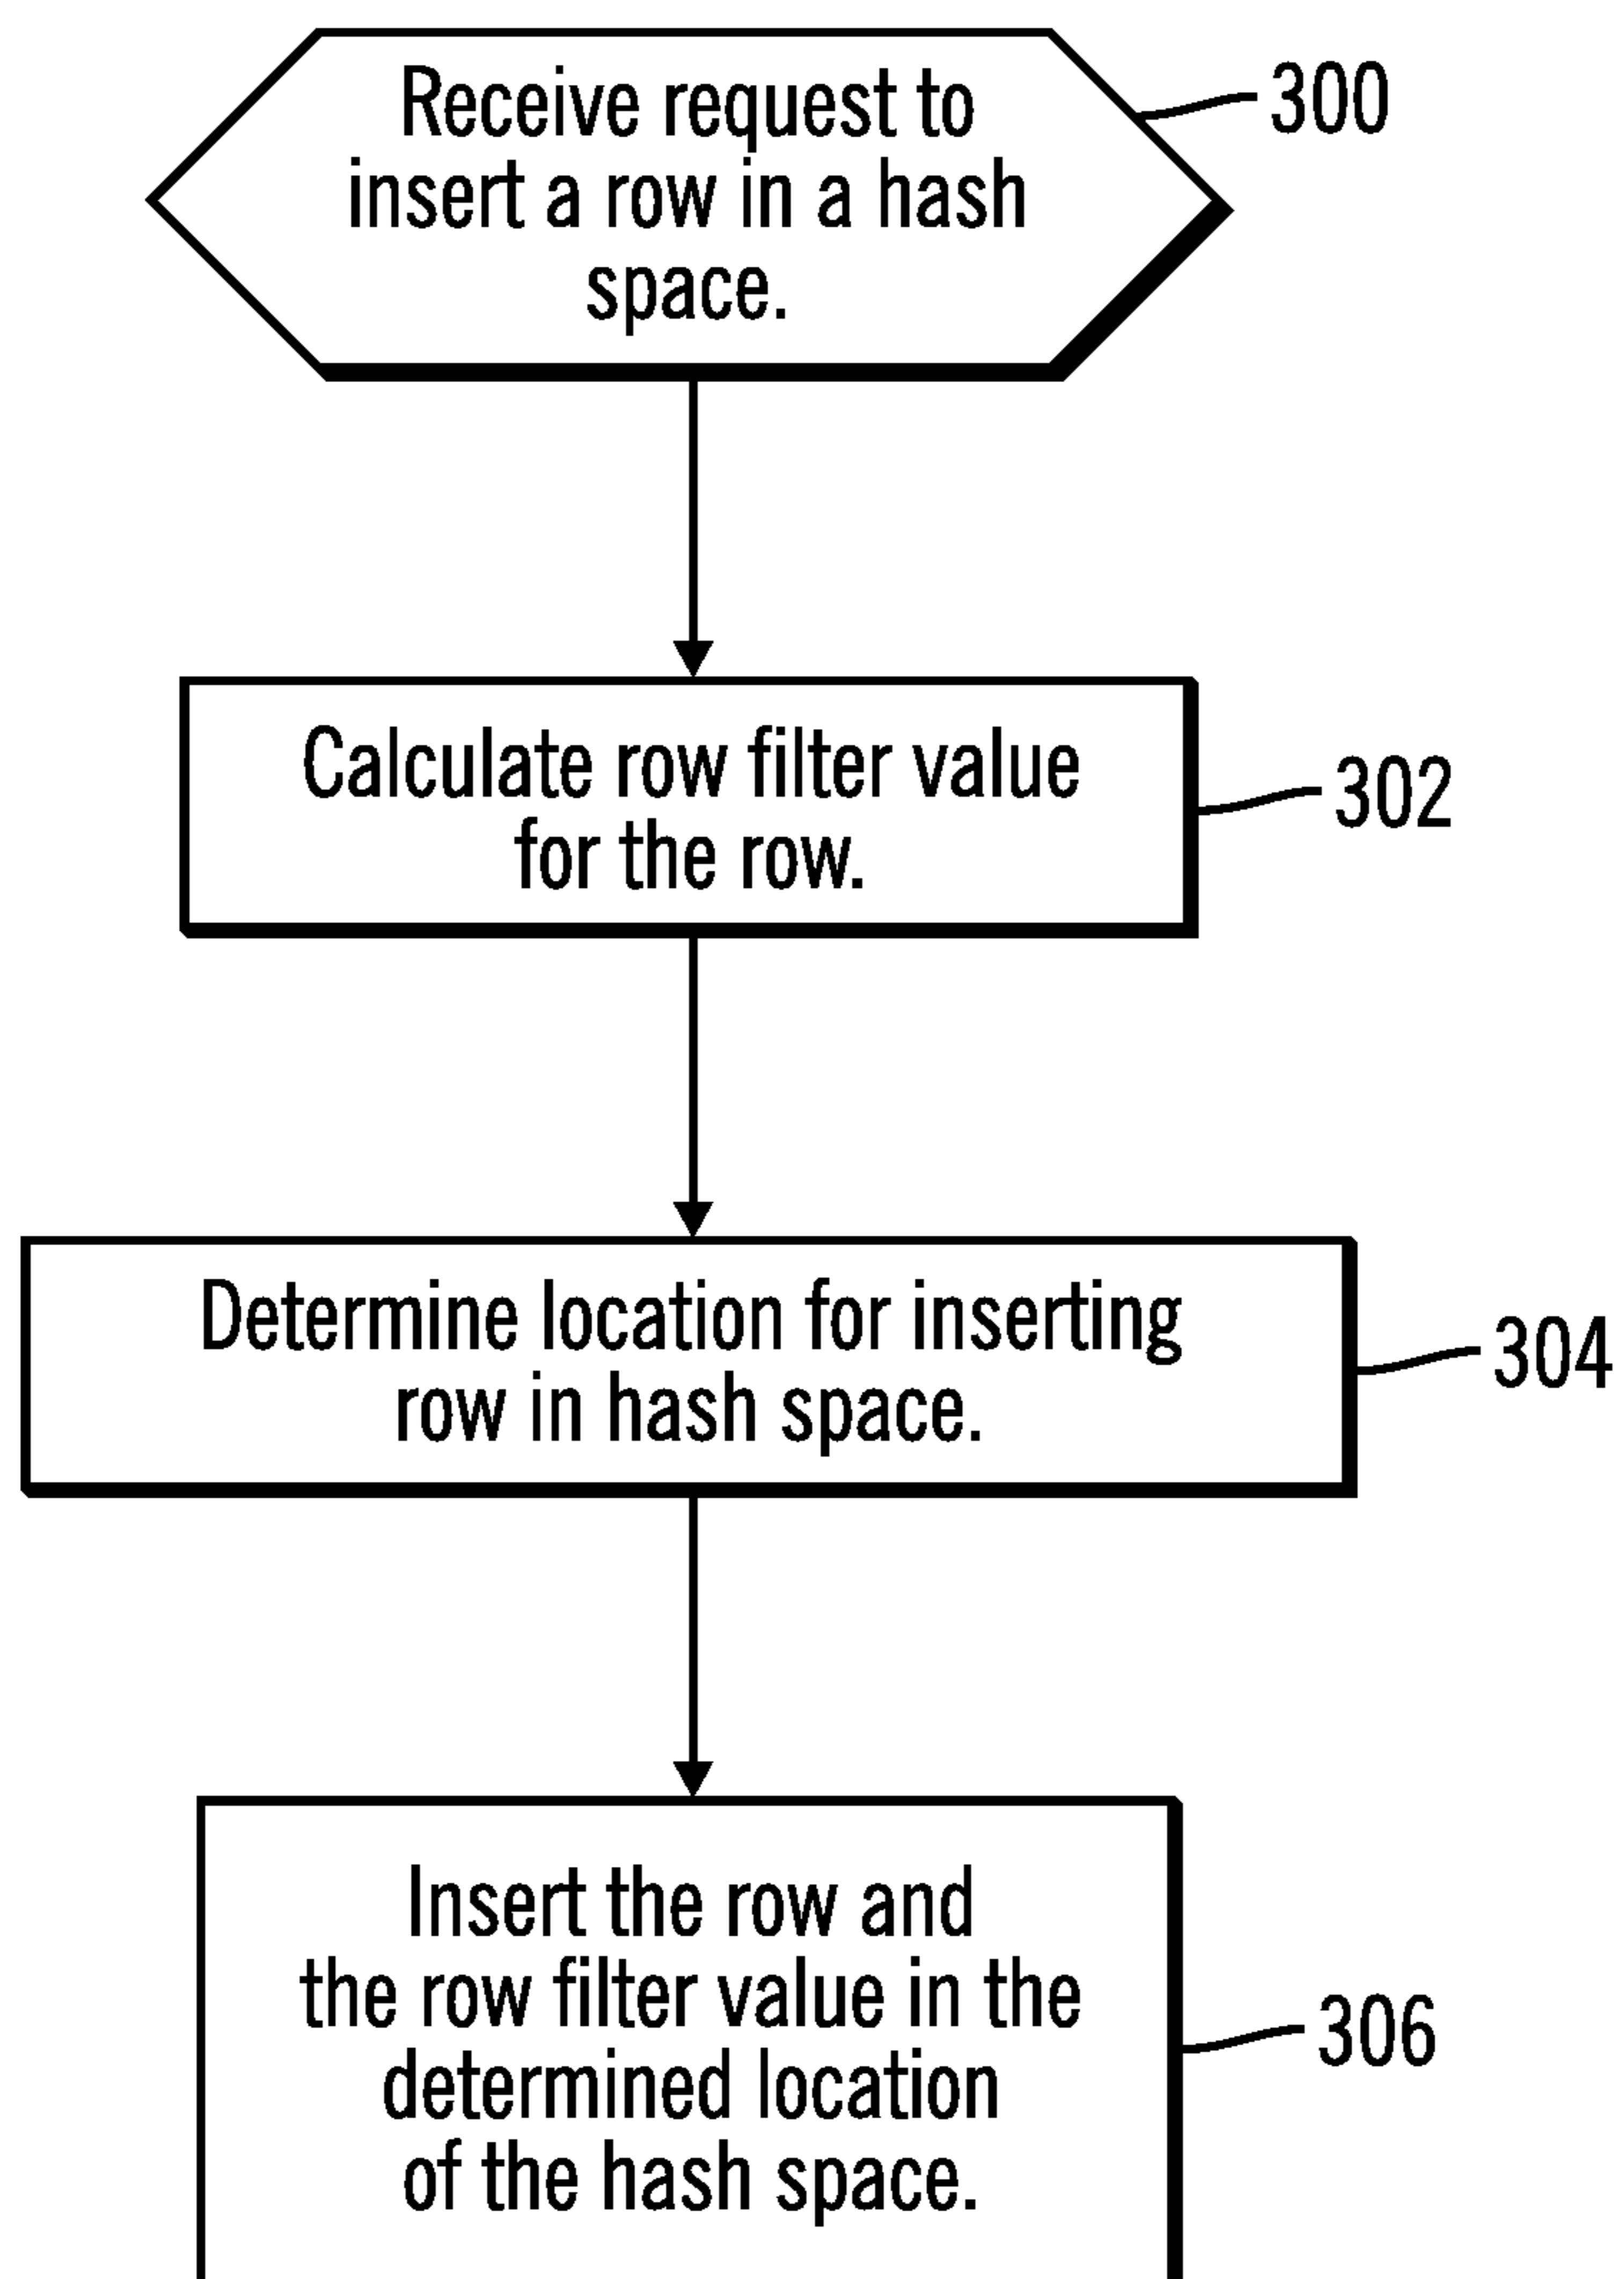 Receive request to
insert a row in a hash
space.
300
Calculate row filter value
for the row.
302
Determine location for inserting
row in hash space.
304
Insert the row and
the row filter value in the
determined location
of the hash space.
306